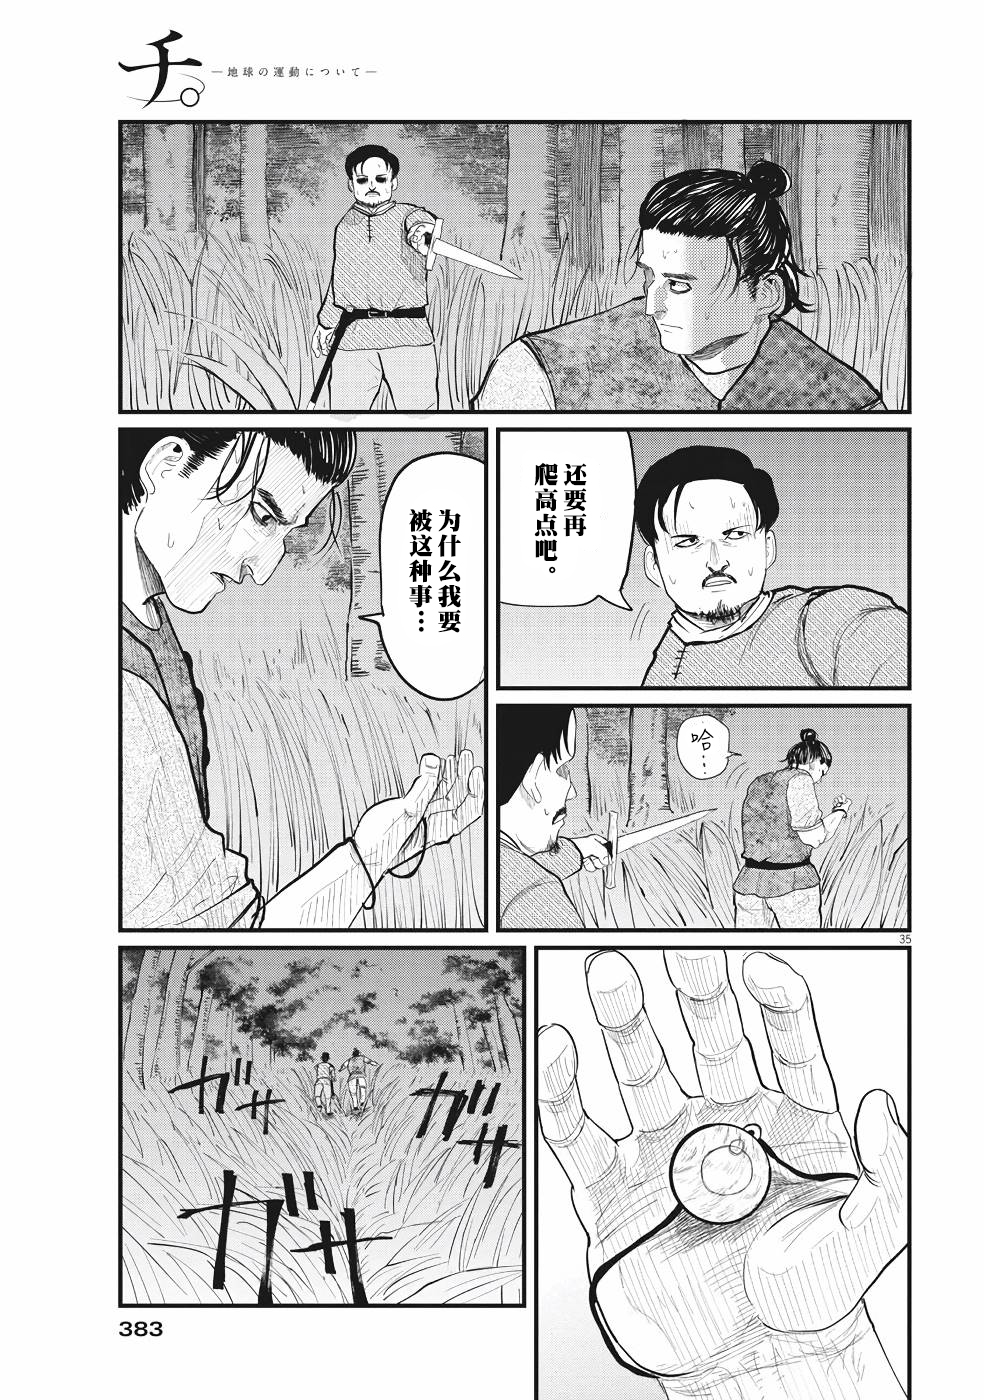 チ。
—地球の運動について—
还要再
爬高点吧。
为什么我要
被这种事…
哈…
35
ガサ
ガサ
ガサ
383